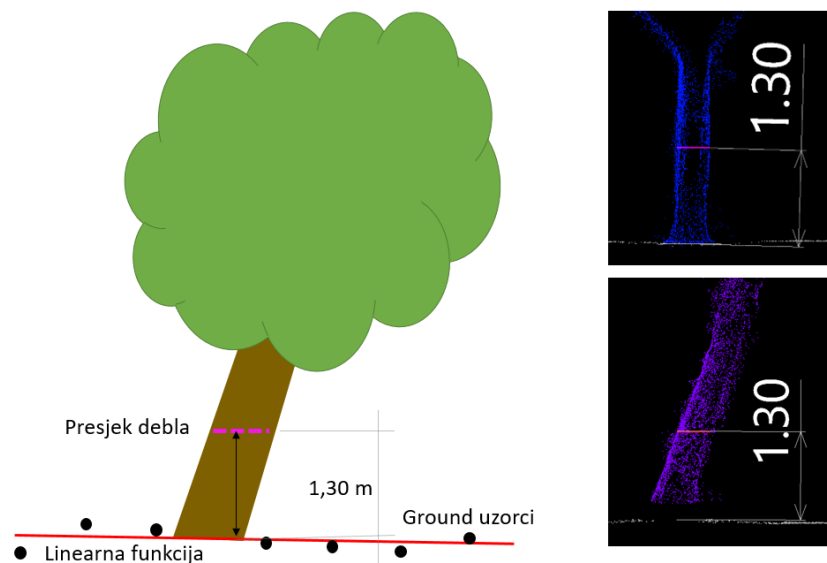 Presjek debla
1,30 m
Ground uzorci
Linearna funkcija
1.30
1.30